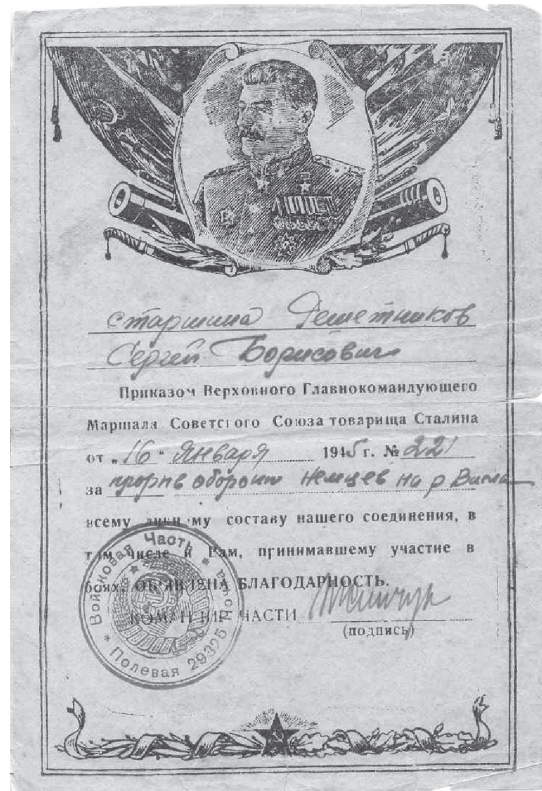 старшина Решетников
Сергей Борисович
Приказом Верховного Главнокомандующего
Маршала Советского Союза товарища Сталина
от „16“ января 1945 г. № 221
за прорыв обороны немцев на р Висла
всему личному составу нашего соединения, в
том числе и Вам, принимавшему участие в
боях, ОБЪЯВЛЕНА БЛАГОДАРНОСТЬ.
КОМАНДИР ЧАСТИ
(подпись)
Войсковая Часть
Полевая
почта
29325